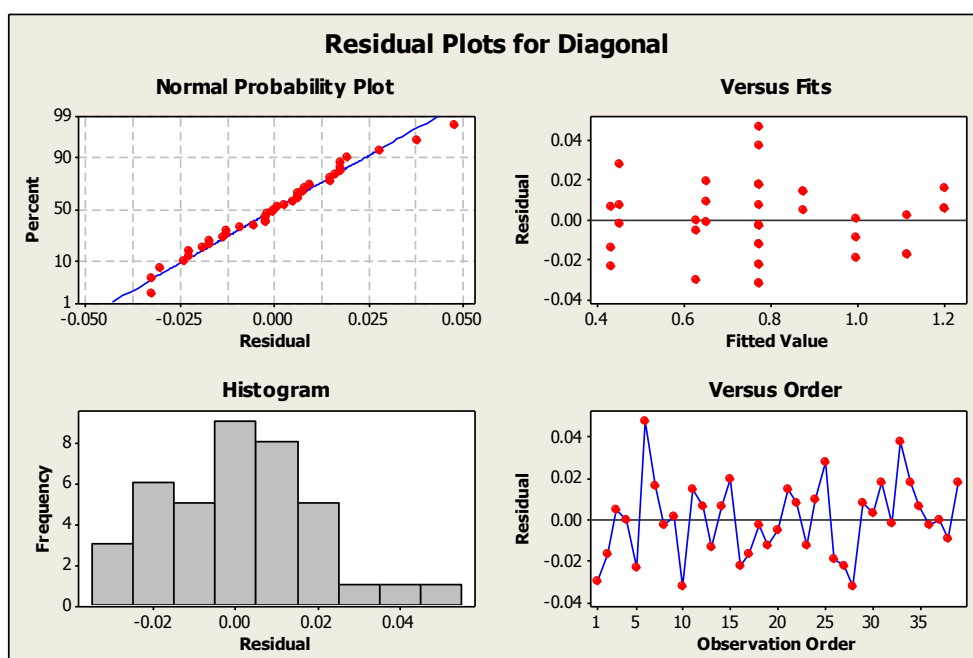 Residual Plots for Diagonal
Normal Probability Plot
99
90
50
10
1
Percent
-0.050 -0.025 0.000 0.025 0.050
Residual
Versus Fits
0.04
0.02
0.00
-0.02
-0.04
Residual
0.4 0.6 0.8 1.0 1.2
Fitted Value
Histogram
8
6
4
2
0
Frequency
-0.02 0.00 0.02 0.04
Residual
Versus Order
0.04
0.02
0.00
-0.02
-0.04
Residual
1 5 10 15 20 25 30 35
Observation Order